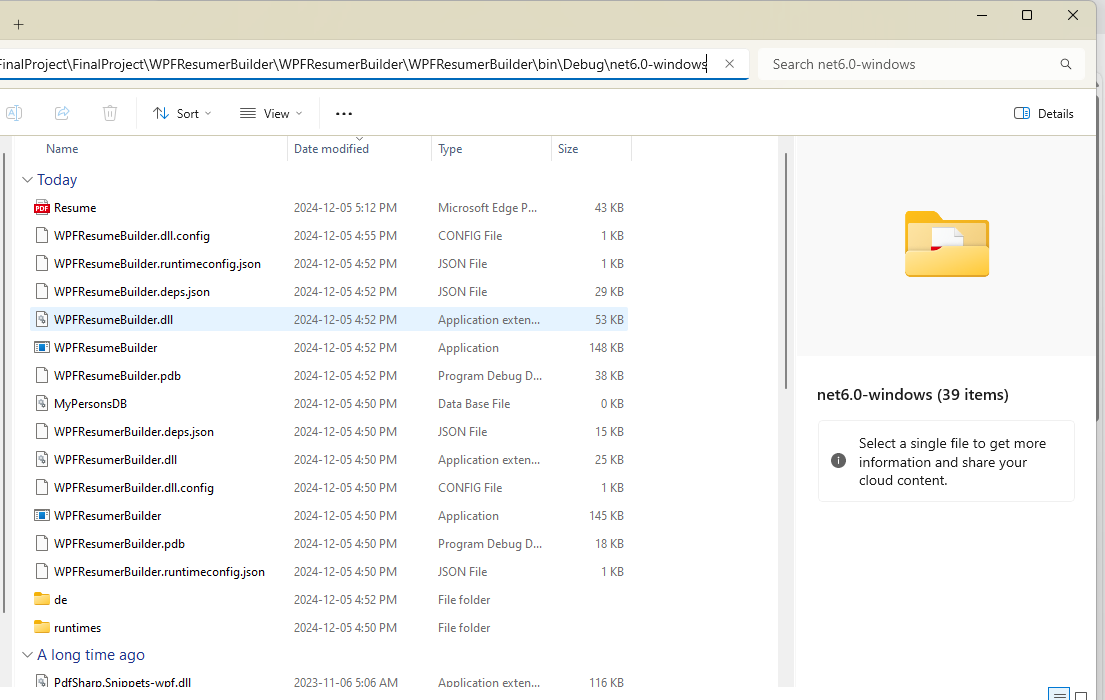 FinalProject\FinalProject\WPFResumerBuilder\WPFResumerBuilder\WPFResumerBuilder\bin\Debug\net6.0-windows
Search net6.0-windows
Sort
View
Details
Name Date modified Type Size
Today
PDF Resume 2024-12-05 5:12 PM Microsoft Edge P... 43 KB
WPFResumeBuilder.dll.config 2024-12-05 4:55 PM CONFIG File 1 KB
WPFResumeBuilder.runtimeconfig.json 2024-12-05 4:52 PM JSON File 1 KB
WPFResumeBuilder.deps.json 2024-12-05 4:52 PM JSON File 29 KB
WPFResumeBuilder.dll 2024-12-05 4:52 PM Application exten... 53 KB
WPFResumeBuilder 2024-12-05 4:52 PM Application 148 KB
WPFResumeBuilder.pdb 2024-12-05 4:52 PM Program Debug D... 38 KB
MyPersonsDB 2024-12-05 4:50 PM Data Base File 0 KB
WPFResumerBuilder.deps.json 2024-12-05 4:50 PM JSON File 15 KB
WPFResumerBuilder.dll 2024-12-05 4:50 PM Application exten... 25 KB
WPFResumerBuilder.dll.config 2024-12-05 4:50 PM CONFIG File 1 KB
WPFResumerBuilder 2024-12-05 4:50 PM Application 145 KB
WPFResumerBuilder.pdb 2024-12-05 4:50 PM Program Debug D... 18 KB
WPFResumerBuilder.runtimeconfig.json 2024-12-05 4:50 PM JSON File 1 KB
de 2024-12-05 4:52 PM File folder
runtimes 2024-12-05 4:50 PM File folder
A long time ago
PdfSharp.Snippets-wpf.dll 2023-11-06 5:06 AM Application exten... 116 KB
net6.0-windows (39 items)
Select a single file to get more
information and share your
cloud content.